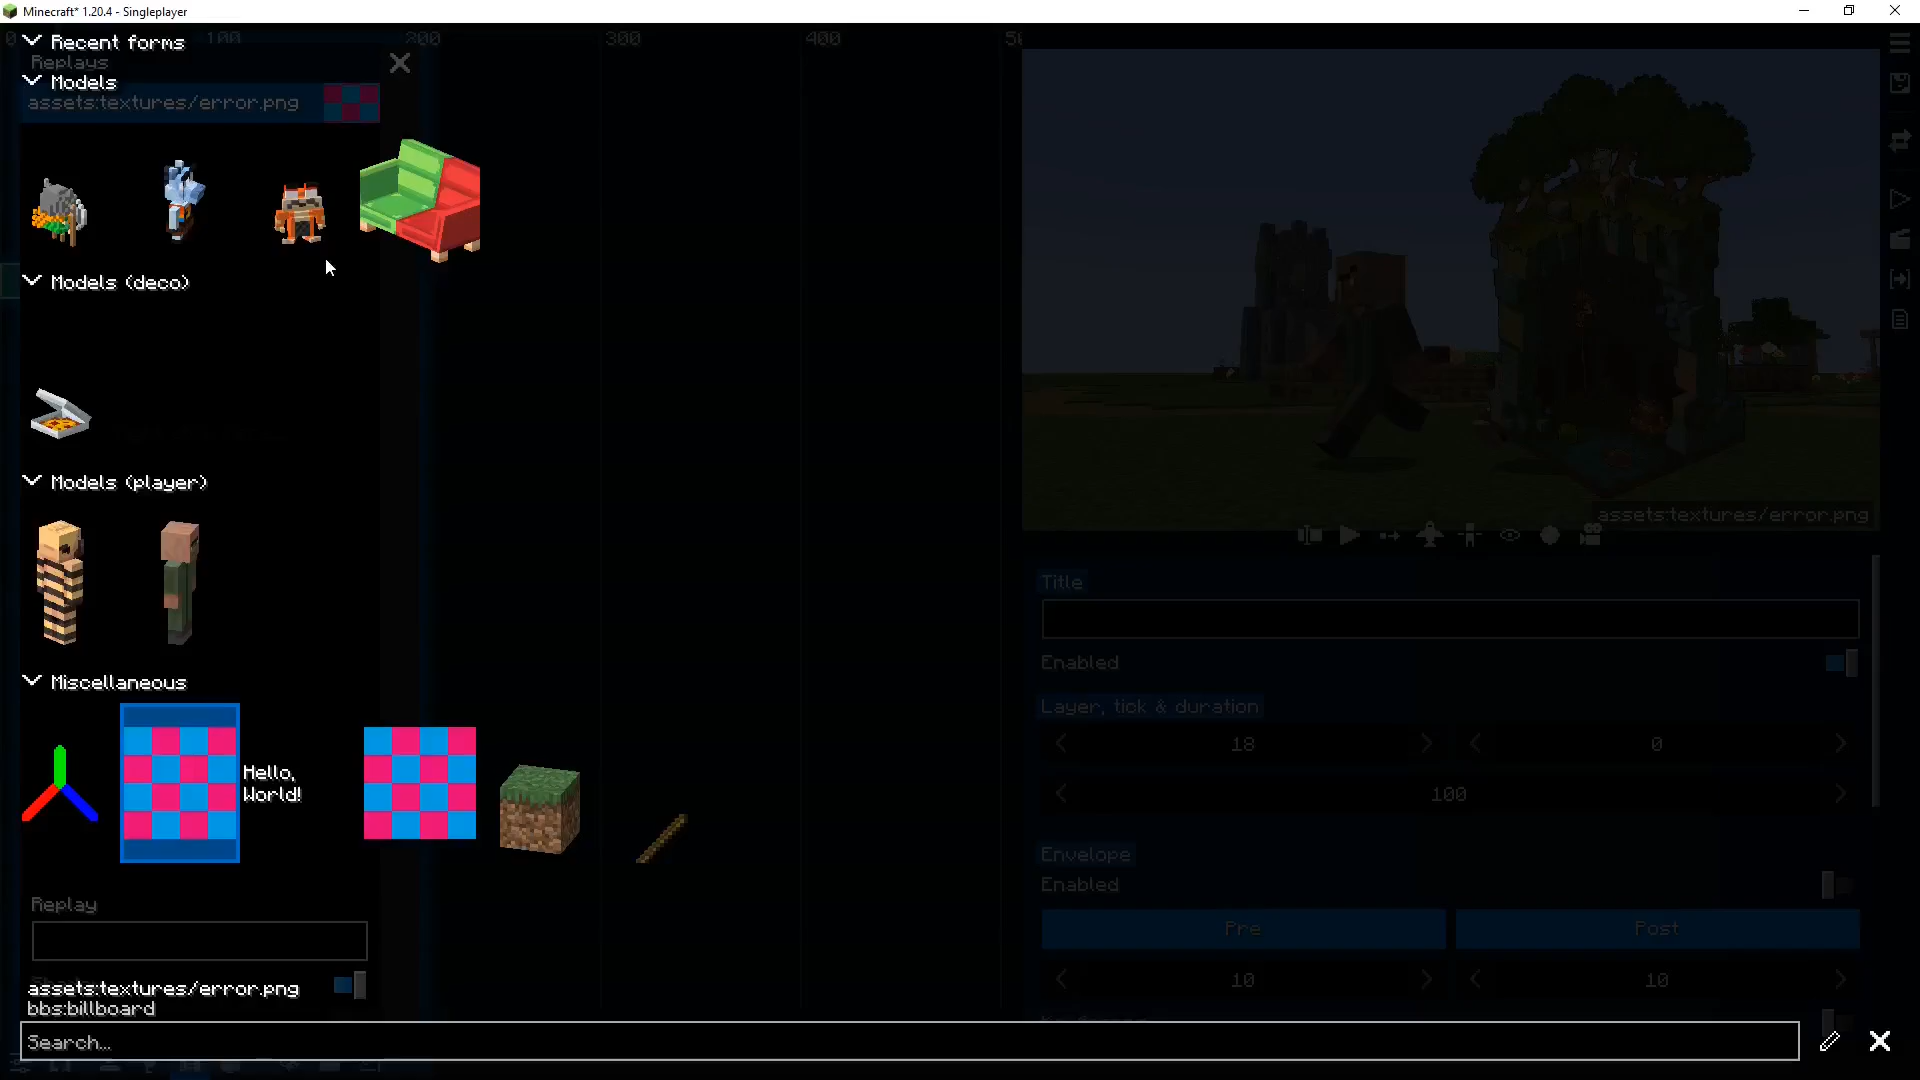 Minecraft* 1.20.4 - Singleplayer
0 100 200 300 400
Recent forms
Replays
Models
assets:textures/error.png
Models (deco)
Models (player)
Miscellaneous
Hello,
World!
Replay
assets:textures/error.png
bbs:billboard
Search...
assets:textures/error.png
Title
Enabled
Layer, tick & duration
18 0
100
Envelope
Enabled
Pre Post
10 10